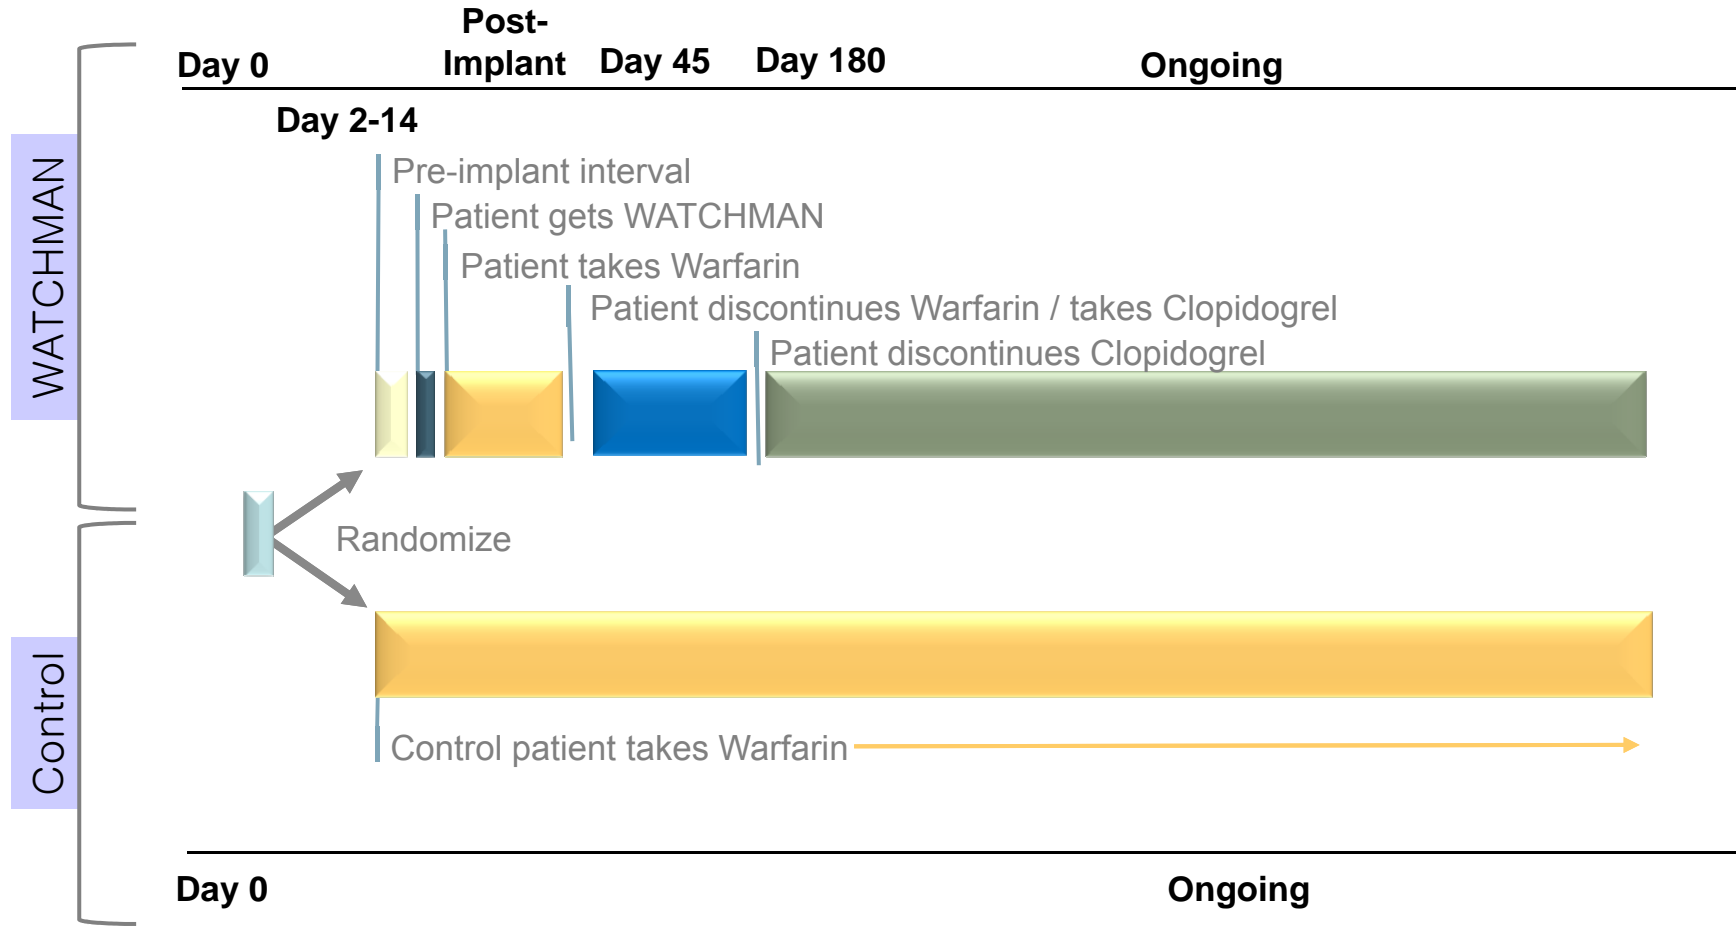 Post-
Implant
Day 0
Day 45
Day 180
Ongoing
Day 2-14
WATCHMAN
Pre-implant interval
Patient gets WATCHMAN
Patient takes Warfarin
Patient discontinues Warfarin / takes Clopidogrel
Patient discontinues Clopidogrel
Randomize
Control
Control patient takes Warfarin
Day 0
Ongoing